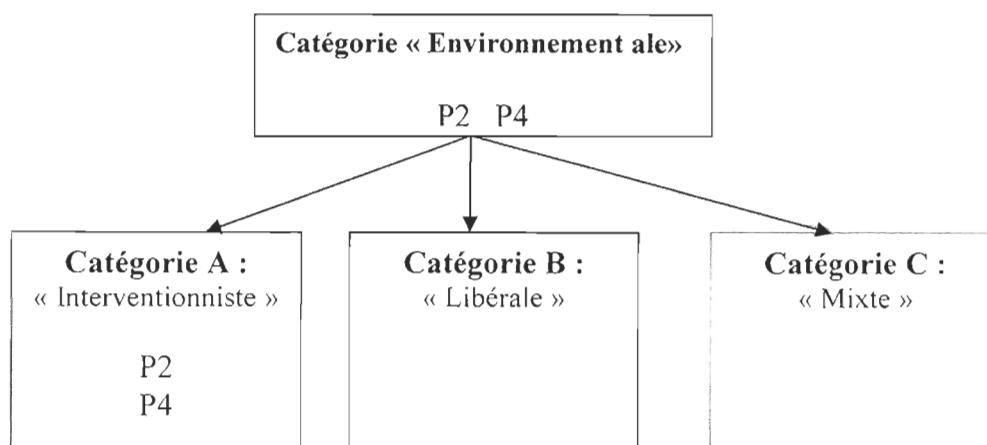 Catégorie « Environnement ale»
P2 P4
Catégorie A :
« Interventionniste »
P2
P4
Catégorie B :
« Libérale »
Catégorie C :
« Mixte »